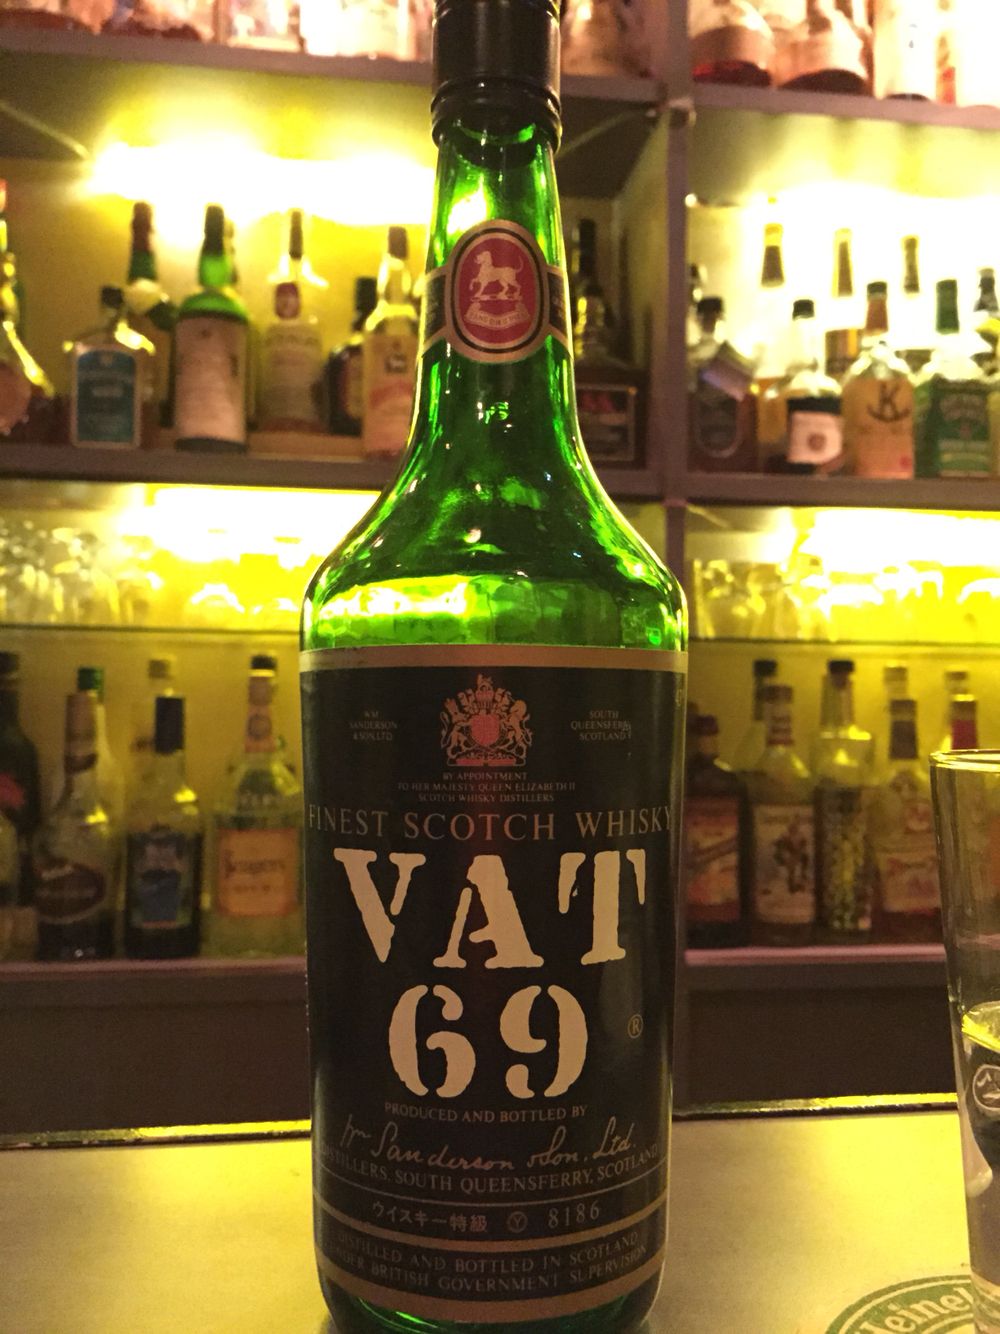 WM
SANDERSON
& SON.LTD.
SOUTH
QUEENSFERRY
SCOTLAND
BY APPOINTMENT
TO HER MAJESTY QUEEN ELIZABETH II
SCOTCH WHISKY DISTILLERS
FINEST SCOTCH WHISKY
VAT
69
®
PRODUCED AND BOTTLED BY
Wm Sanderson & Son. Ltd.
DISTILLERS, SOUTH QUEENSFERRY, SCOTLAND
ウイスキー特級 Ⓨ 8186
DISTILLED AND BOTTLED IN SCOTLAND
UNDER BRITISH GOVERNMENT SUPERVISION
K
Heineken